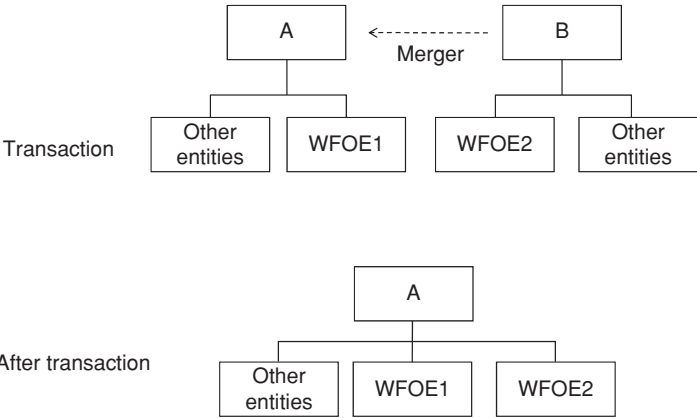 A
B
Merger
Transaction
Other
entities
WFOE1
WFOE2
Other
entities
A
After transaction
Other
entities
WFOE1
WFOE2